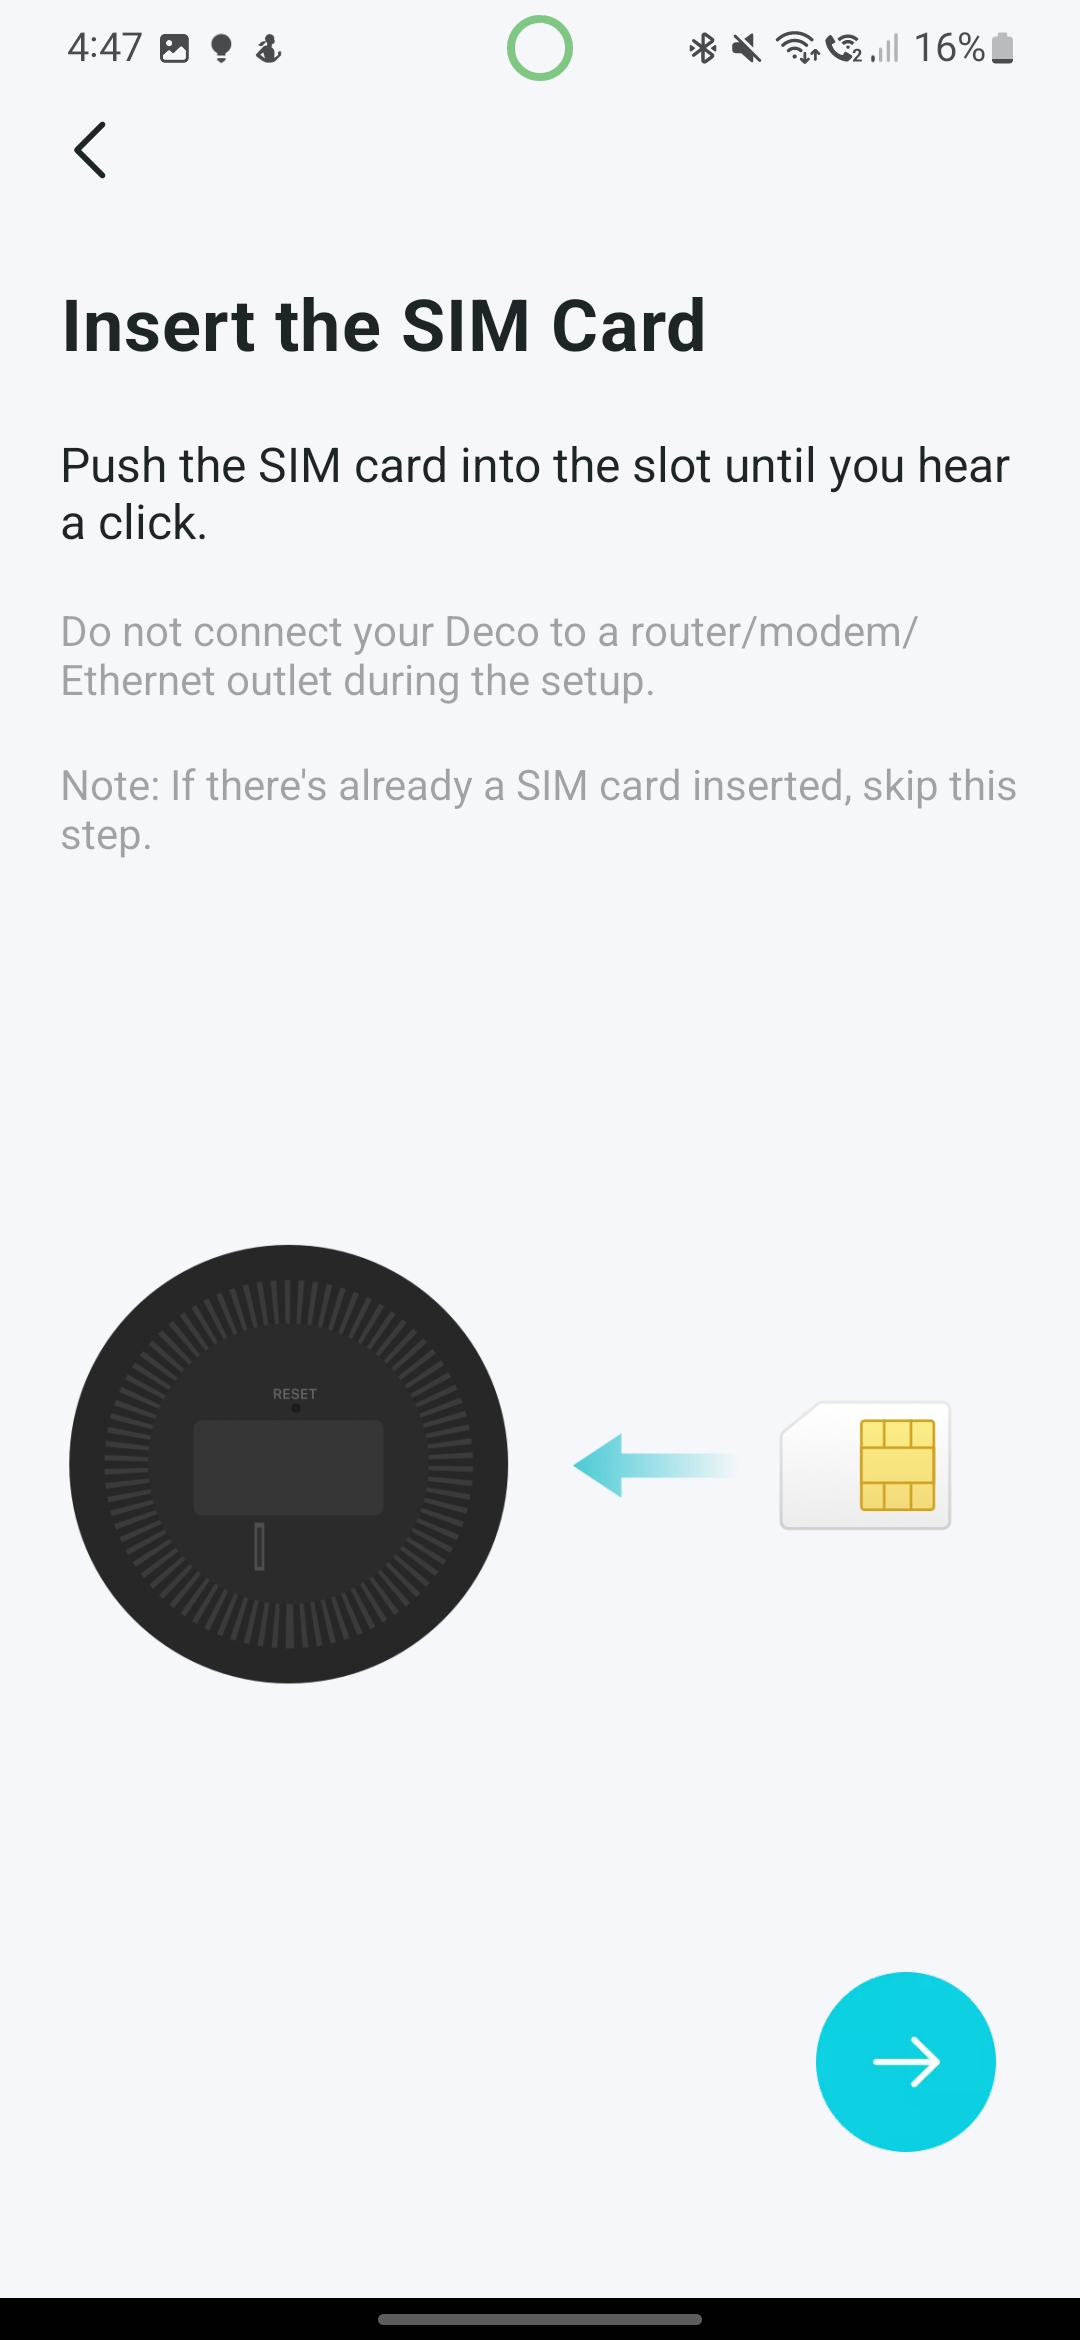 4:47
2
16%
Insert the SIM Card
Push the SIM card into the slot until you hear
a click.
Do not connect your Deco to a router/modem/
Ethernet outlet during the setup.
Note: If there's already a SIM card inserted, skip this
step.
RESET